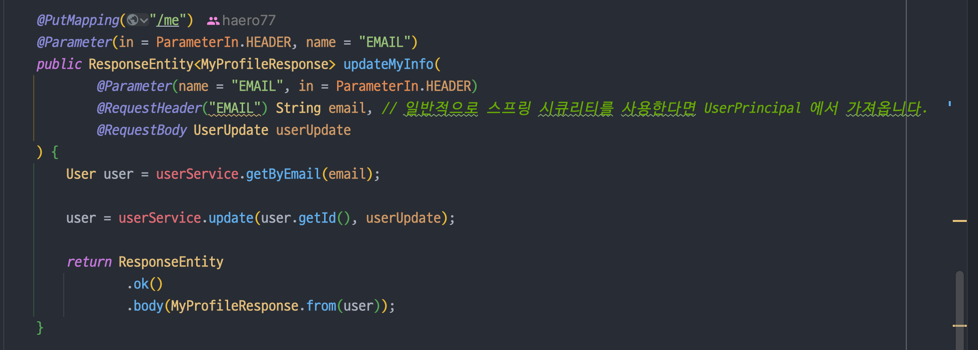 @PutMapping("/me") haero77
@Parameter(in = ParameterIn.HEADER, name = "EMAIL")
public ResponseEntity<MyProfileResponse> updateMyInfo(
        @Parameter(name = "EMAIL", in = ParameterIn.HEADER)
        @RequestHeader("EMAIL") String email, // 일반적으로 스프링 시큐리티를 사용한다면 UserPrincipal 에서 가져옵니다.
        @RequestBody UserUpdate userUpdate
) {
    User user = userService.getByEmail(email);
    user = userService.update(user.getId(), userUpdate);
    return ResponseEntity
            .ok()
            .body(MyProfileResponse.from(user));
}